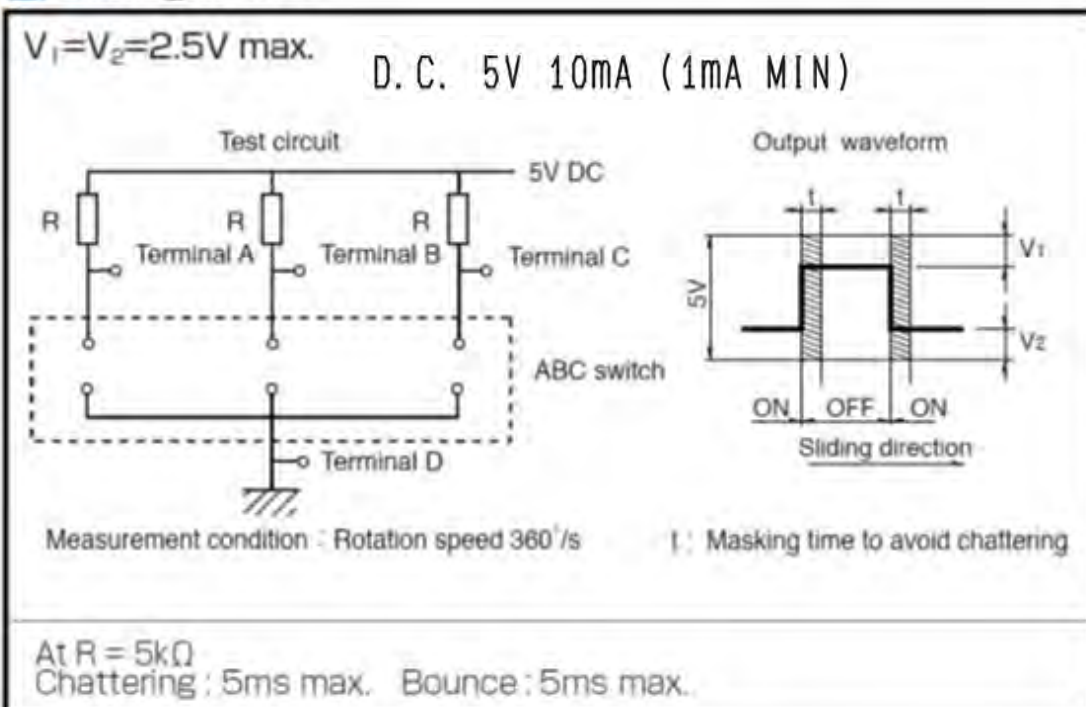 V₁=V₂=2.5V max.
D.C. 5V 10mA (1mA MIN)
Test circuit
5V DC
R
R
R
Terminal A
Terminal B
Terminal C
ABC switch
Terminal D
Output waveform
t
t
5V
V1
V2
ON
OFF
ON
Sliding direction
Measurement condition : Rotation speed 360°/s
t : Masking time to avoid chattering
At R = 5kΩ
Chattering : 5ms max. Bounce : 5ms max.